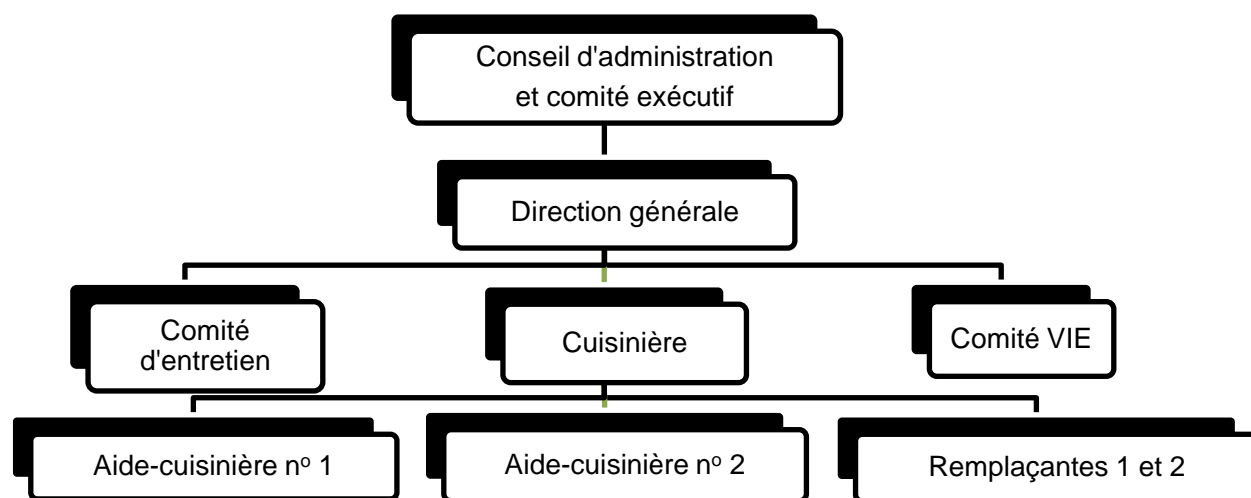 Conseil d'administration
et comité exécutif
Direction générale
Comité
d'entretien
Cuisinière
Comité VIE
Aide-cuisinière nº 1
Aide-cuisinière nº 2
Remplaçantes 1 et 2